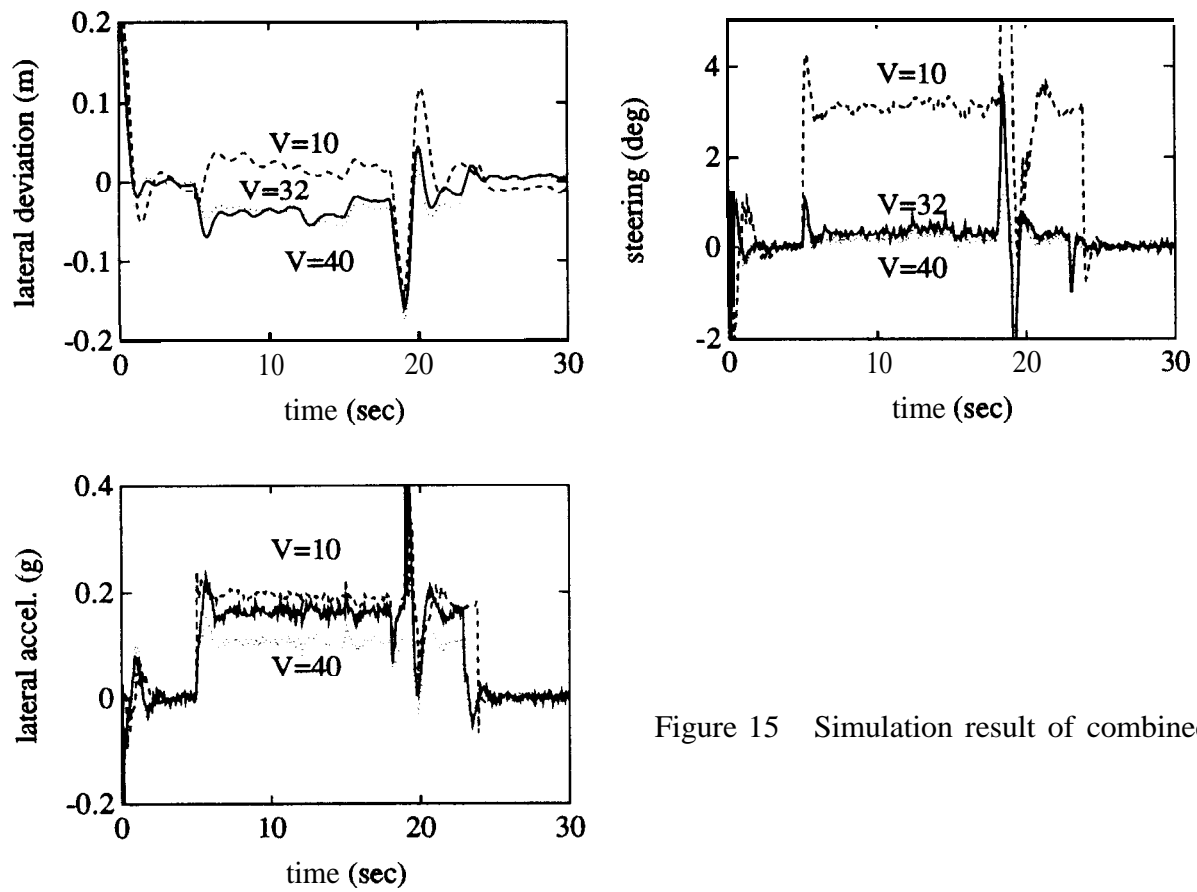 0.2
0.1
0
-0.1
-0.2
lateral deviation (m)
V=10
V=32
V=40
0 10 20 30
time (sec)
4
2
0
-2
steering (deg)
V=10
V=32
V=40
0 10 20 30
time (sec)
0.4
0.2
0
-0.2
lateral accel. (g)
V=10
V=40
0 10 20 30
time (sec)
Figure 15 Simulation result of combine